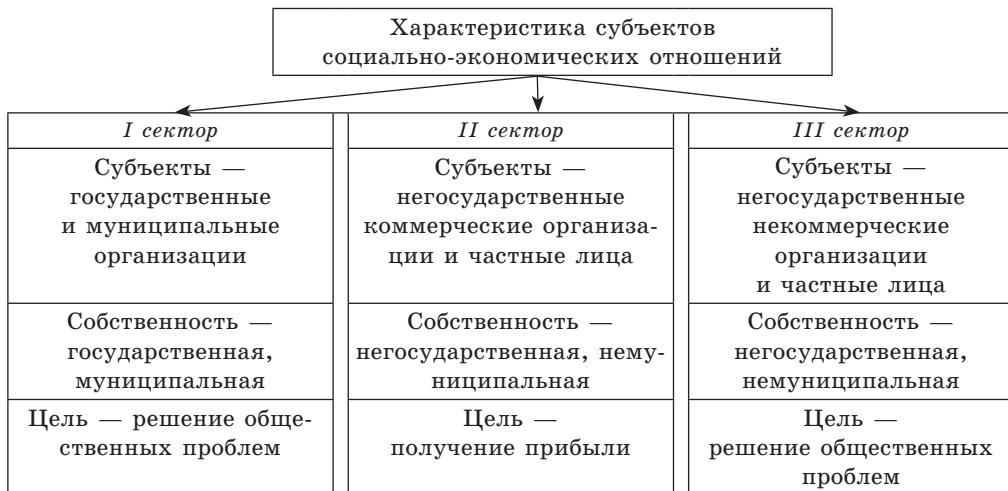 Характеристика субъектов
социально-экономических отношений
I сектор
Субъекты —
государственные
и муниципальные
организации
Собственность —
государственная,
муниципальная
Цель — решение обще-
ственных проблем
II сектор
Субъекты —
негосударственные
коммерческие организа-
ции и частные лица
Собственность —
негосударственная, нему-
ниципальная
Цель —
получение прибыли
III сектор
Субъекты —
негосударственные
некоммерческие
организации
и частные лица
Собственность —
негосударственная,
немуниципальная
Цель —
решение общественных
проблем